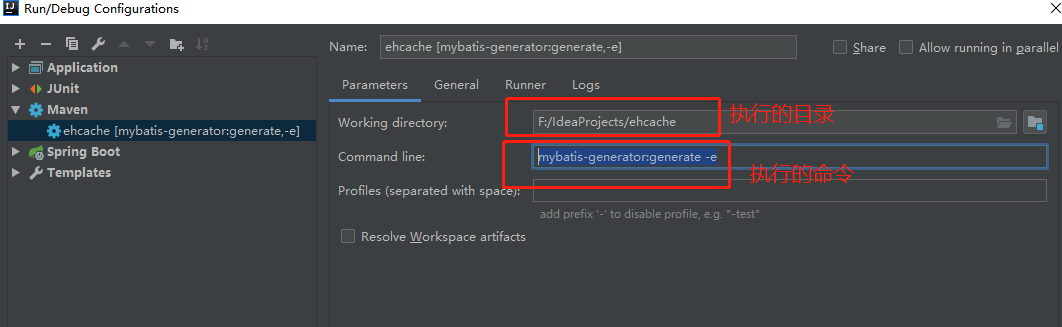 Run/Debug Configurations
Name: ehcache [mybatis-generator:generate,-e] Share Allow running in parallel
Application
JUnit
Maven
ehcache [mybatis-generator:generate,-e]
Spring Boot
Templates
Parameters General Runner Logs
Working directory: F:/IdeaProjects/ehcache 执行的目录
Command line: mybatis-generator:generate -e 执行的命令
Profiles (separated with space):
add prefix '-' to disable profile, e.g. "-test"
Resolve Workspace artifacts